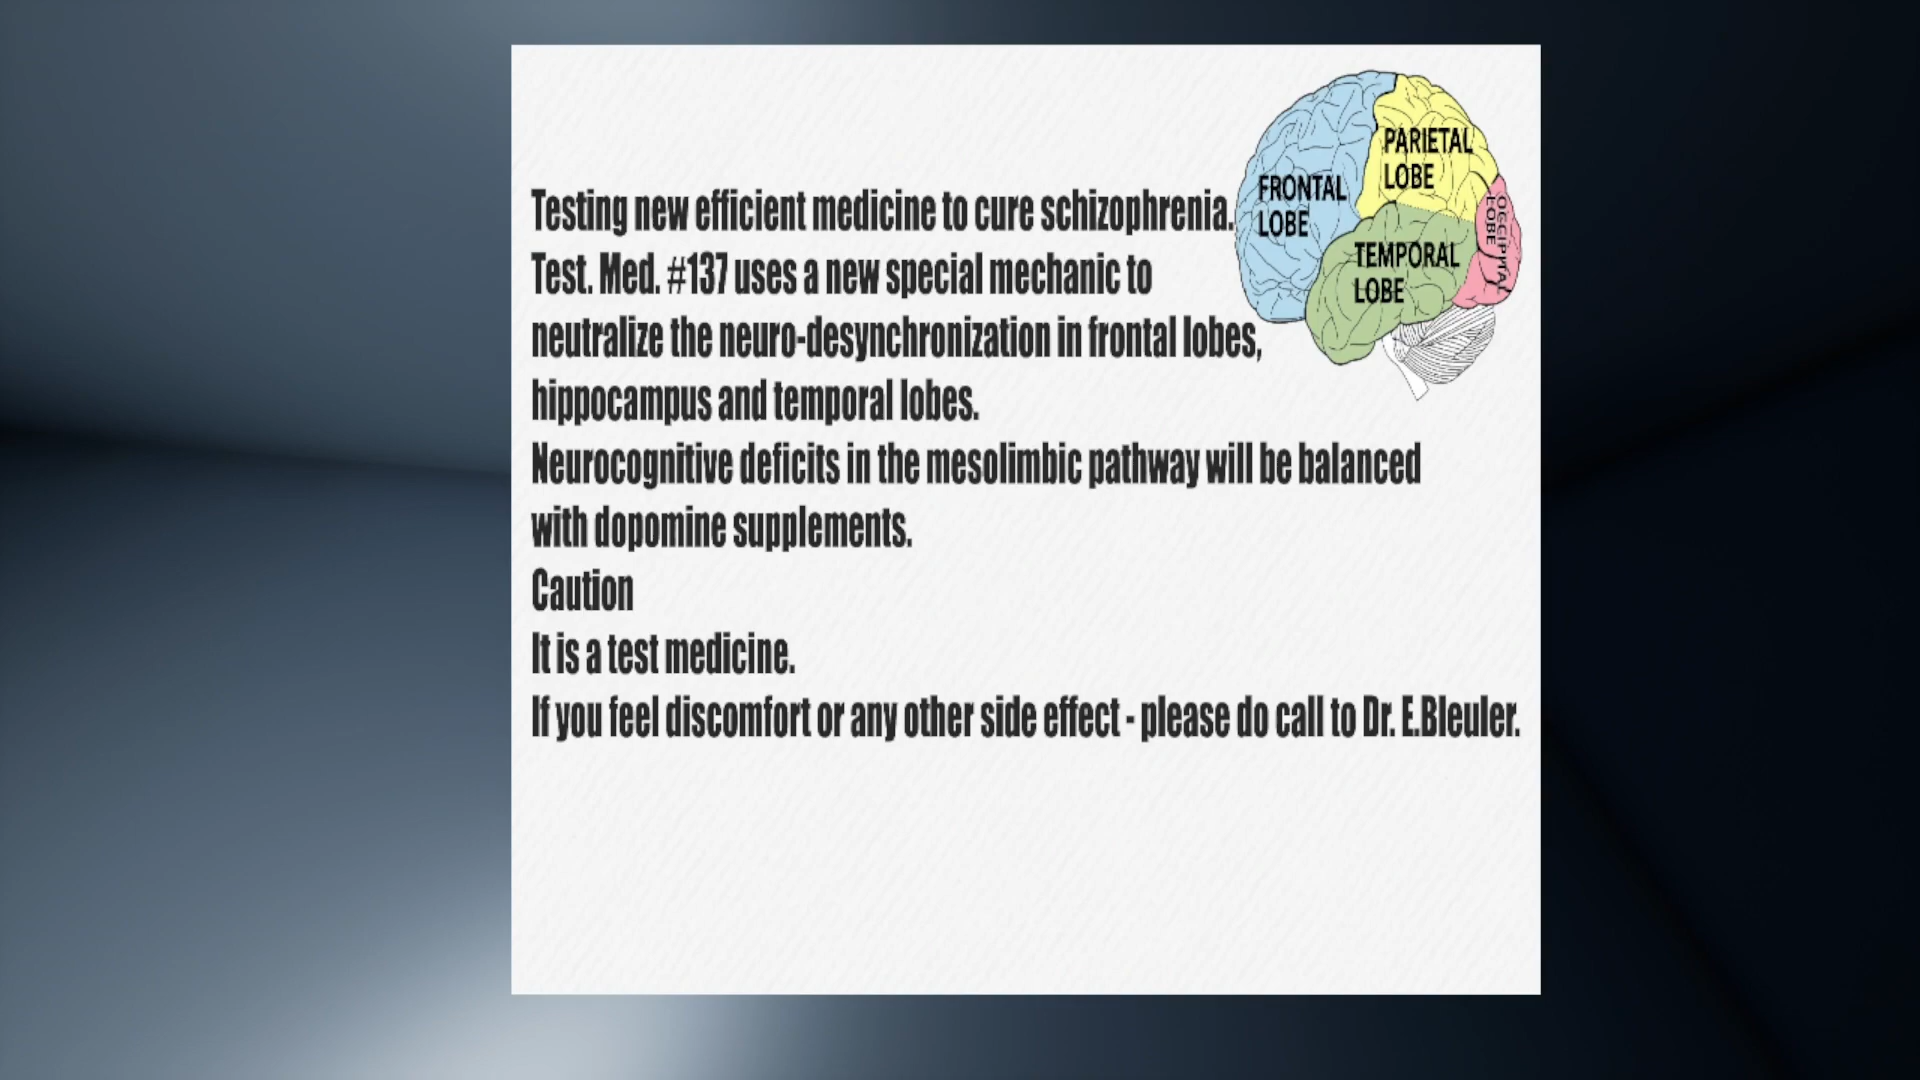 FRONTAL
LOBE
PARIETAL
LOBE
TEMPORAL
LOBE
OCCIPITAL
LOBE
Testing new efficient medicine to cure schizophrenia.
Test. Med. #137 uses a new special mechanic to
neutralize the neuro-desynchronization in frontal lobes,
hippocampus and temporal lobes.
Neurocognitive deficits in the mesolimbic pathway will be balanced
with dopomine supplements.
Caution
It is a test medicine.
If you feel discomfort or any other side effect - please do call to Dr. E.Bleuler.